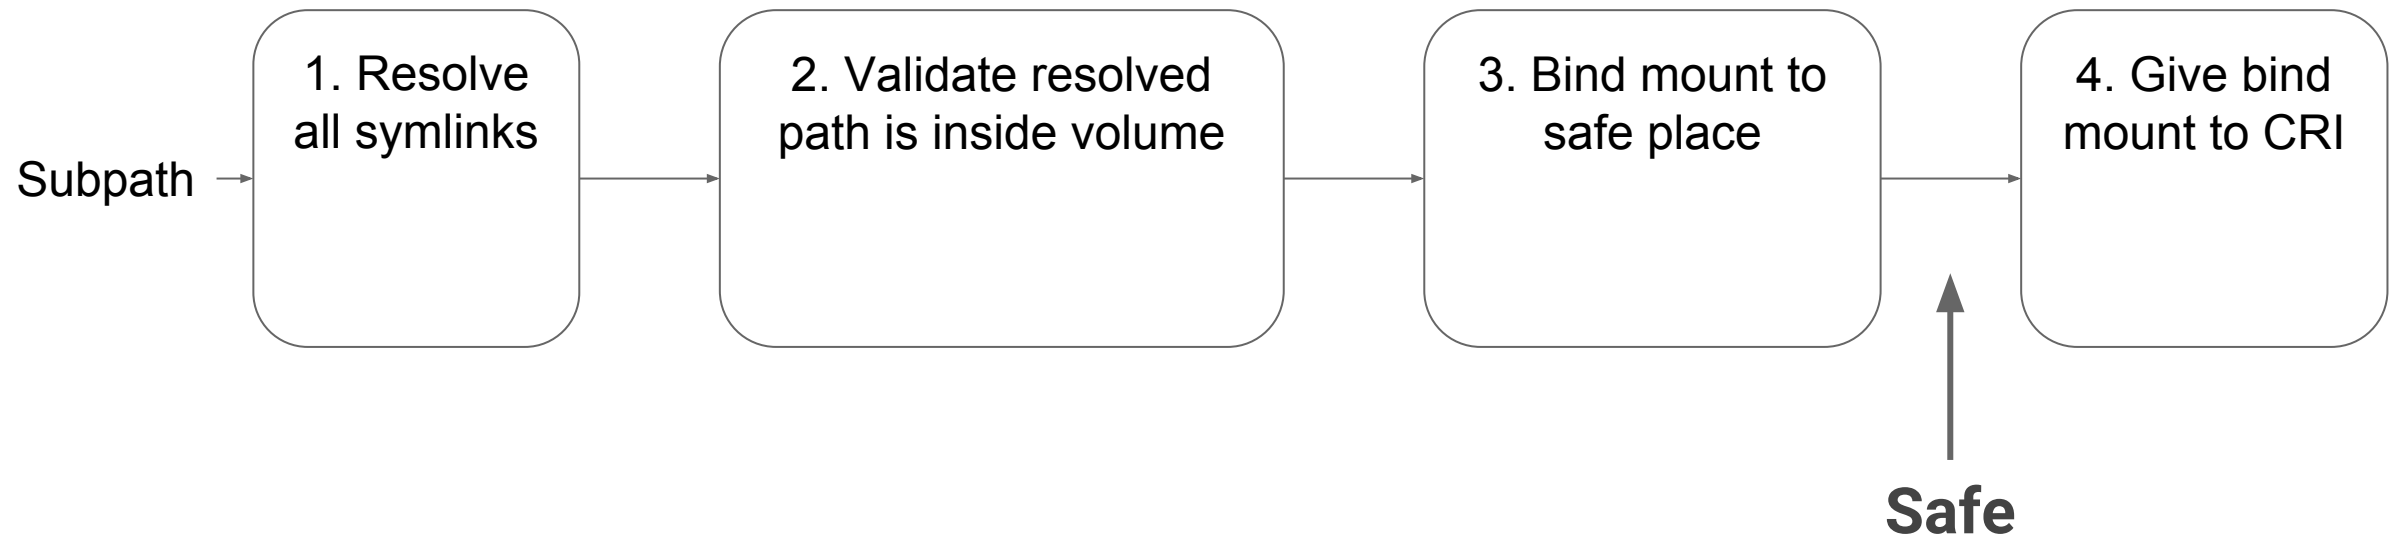 Subpath
1. Resolve
all symlinks
2. Validate resolved
path is inside volume
3. Bind mount to
safe place
4. Give bind
mount to CRI
Safe